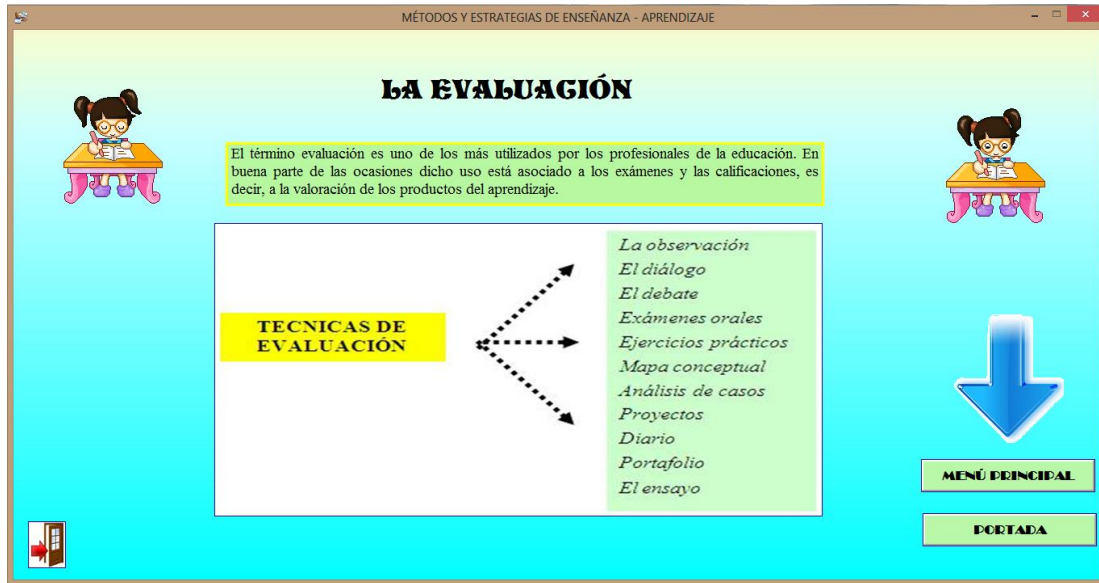 MÉTODOS Y ESTRATEGIAS DE ENSEÑANZA - APRENDIZAJE
LA EVALUACIÓN
El término evaluación es uno de los más utilizados por los profesionales de la educación. En
buena parte de las ocasiones dicho uso está asociado a los exámenes y las calificaciones, es
decir, a la valoración de los productos del aprendizaje.
TECNICAS DE
EVALUACIÓN
La observación
El diálogo
El debate
Exámenes orales
Ejercicios prácticos
Mapa conceptual
Análisis de casos
Proyectos
Diario
Portafolio
El ensayo
MENÚ PRINCIPAL
PORTADA